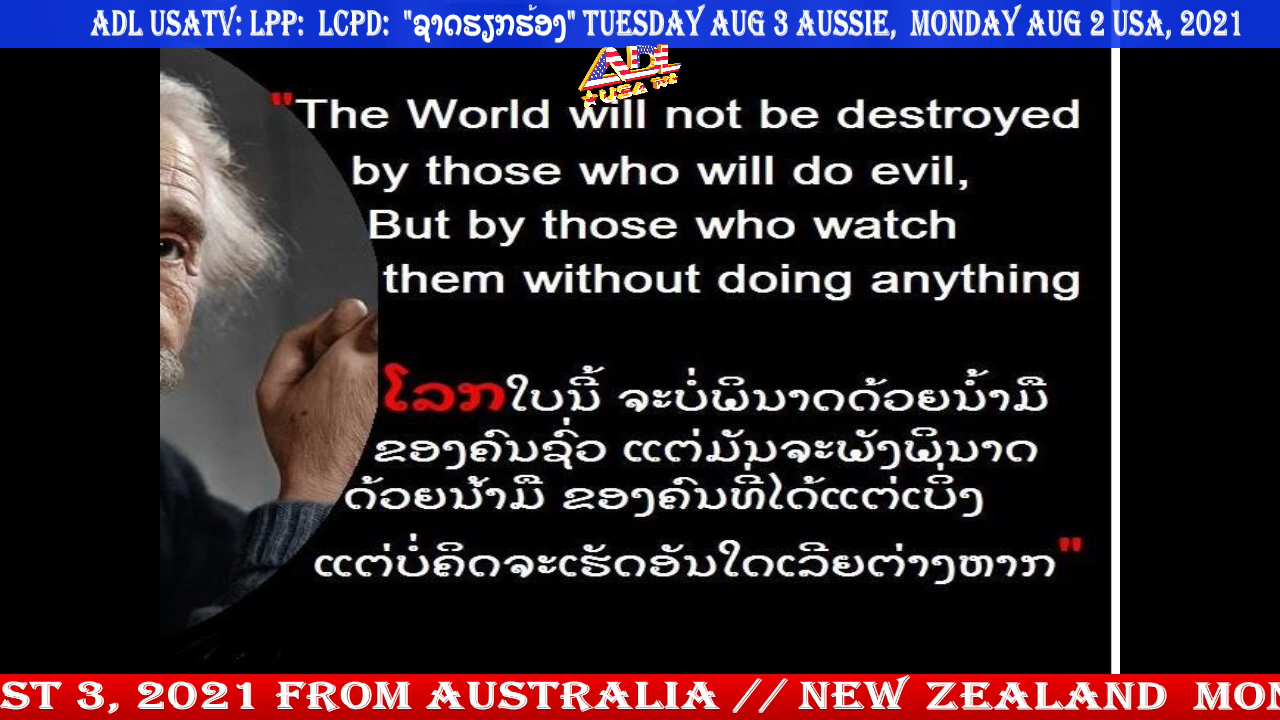 ADL USATV: LPP: LCPD: "ຊາດຮຽກຮ້ອງ" TUESDAY AUG 3 AUSSIE, MONDAY AUG 2 USA, 2021
ADL
USA TV
"The World will not be destroyed
by those who will do evil,
But by those who watch
them without doing anything
ໂລກໃບນີ້ ຈະບໍ່ພິນາດດ້ວຍນ້ຳມື
ຂອງຄົນຊົ່ວ ແຕ່ມັນຈະພັງພິນາດ
ດ້ວຍນ້ຳມື ຂອງຄົນທີ່ໄດ້ແຕ່ເບິ່ງ
ແຕ່ບໍ່ຄິດຈະເຮັດອັນໃດເລີຍຕ່າງຫາກ"
ST 3, 2021 FROM AUSTRALIA // NEW ZEALAND MON